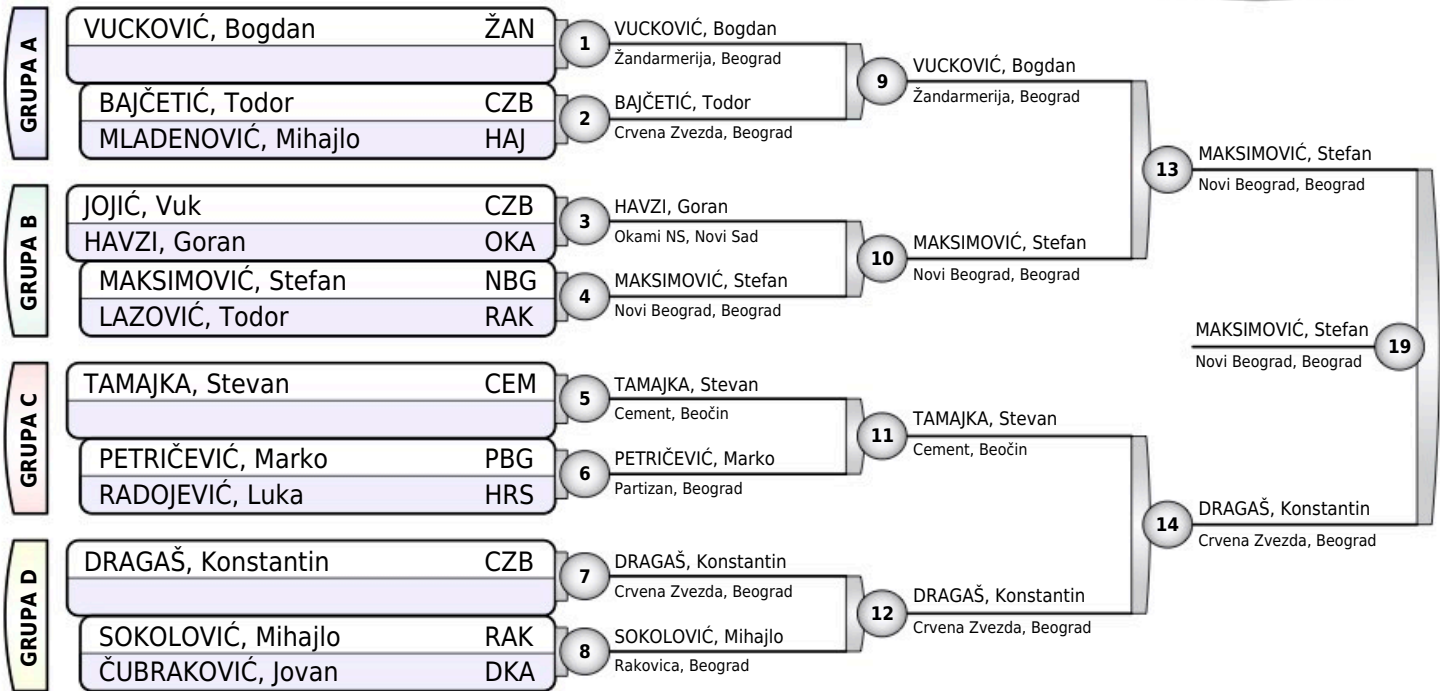 GRUPA A
VUCKOVIĆ, Bogdan ŽAN
BAJČETIĆ, Todor CZB
MLADENOVIĆ, Mihajlo HAJ
GRUPA B
JOJIĆ, Vuk CZB
HAVZI, Goran OKA
MAKSIMOVIĆ, Stefan NBG
LAZOVIĆ, Todor RAK
GRUPA C
TAMAJKA, Stevan CEM
PETRIČEVIĆ, Marko PBG
RADOJEVIĆ, Luka HRS
GRUPA D
DRAGAŠ, Konstantin CZB
SOKOLOVIĆ, Mihajlo RAK
ČUBRAKOVIĆ, Jovan DKA
1
VUCKOVIĆ, Bogdan
Žandarmerija, Beograd
2
BAJČETIĆ, Todor
Crvena Zvezda, Beograd
3
HAVZI, Goran
Okami NS, Novi Sad
4
MAKSIMOVIĆ, Stefan
Novi Beograd, Beograd
5
TAMAJKA, Stevan
Cement, Beočin
6
PETRIČEVIĆ, Marko
Partizan, Beograd
7
DRAGAŠ, Konstantin
Crvena Zvezda, Beograd
8
SOKOLOVIĆ, Mihajlo
Rakovica, Beograd
9
VUCKOVIĆ, Bogdan
Žandarmerija, Beograd
10
MAKSIMOVIĆ, Stefan
Novi Beograd, Beograd
11
TAMAJKA, Stevan
Cement, Beočin
12
DRAGAŠ, Konstantin
Crvena Zvezda, Beograd
13
MAKSIMOVIĆ, Stefan
Novi Beograd, Beograd
14
DRAGAŠ, Konstantin
Crvena Zvezda, Beograd
MAKSIMOVIĆ, Stefan
Novi Beograd, Beograd
19